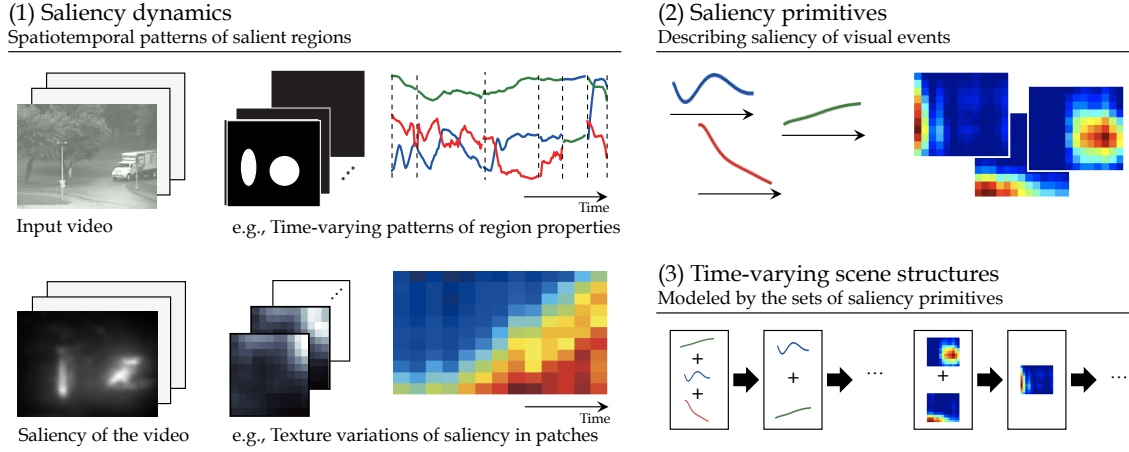 (1) Saliency dynamics
Spatiotemporal patterns of salient regions
Time
Input video
e.g., Time-varying patterns of region properties
Time
Saliency of the video
e.g., Texture variations of saliency in patches
(2) Saliency primitives
Describing saliency of visual events
(3) Time-varying scene structures
Modeled by the sets of saliency primitives
+
+
+
...
+
...